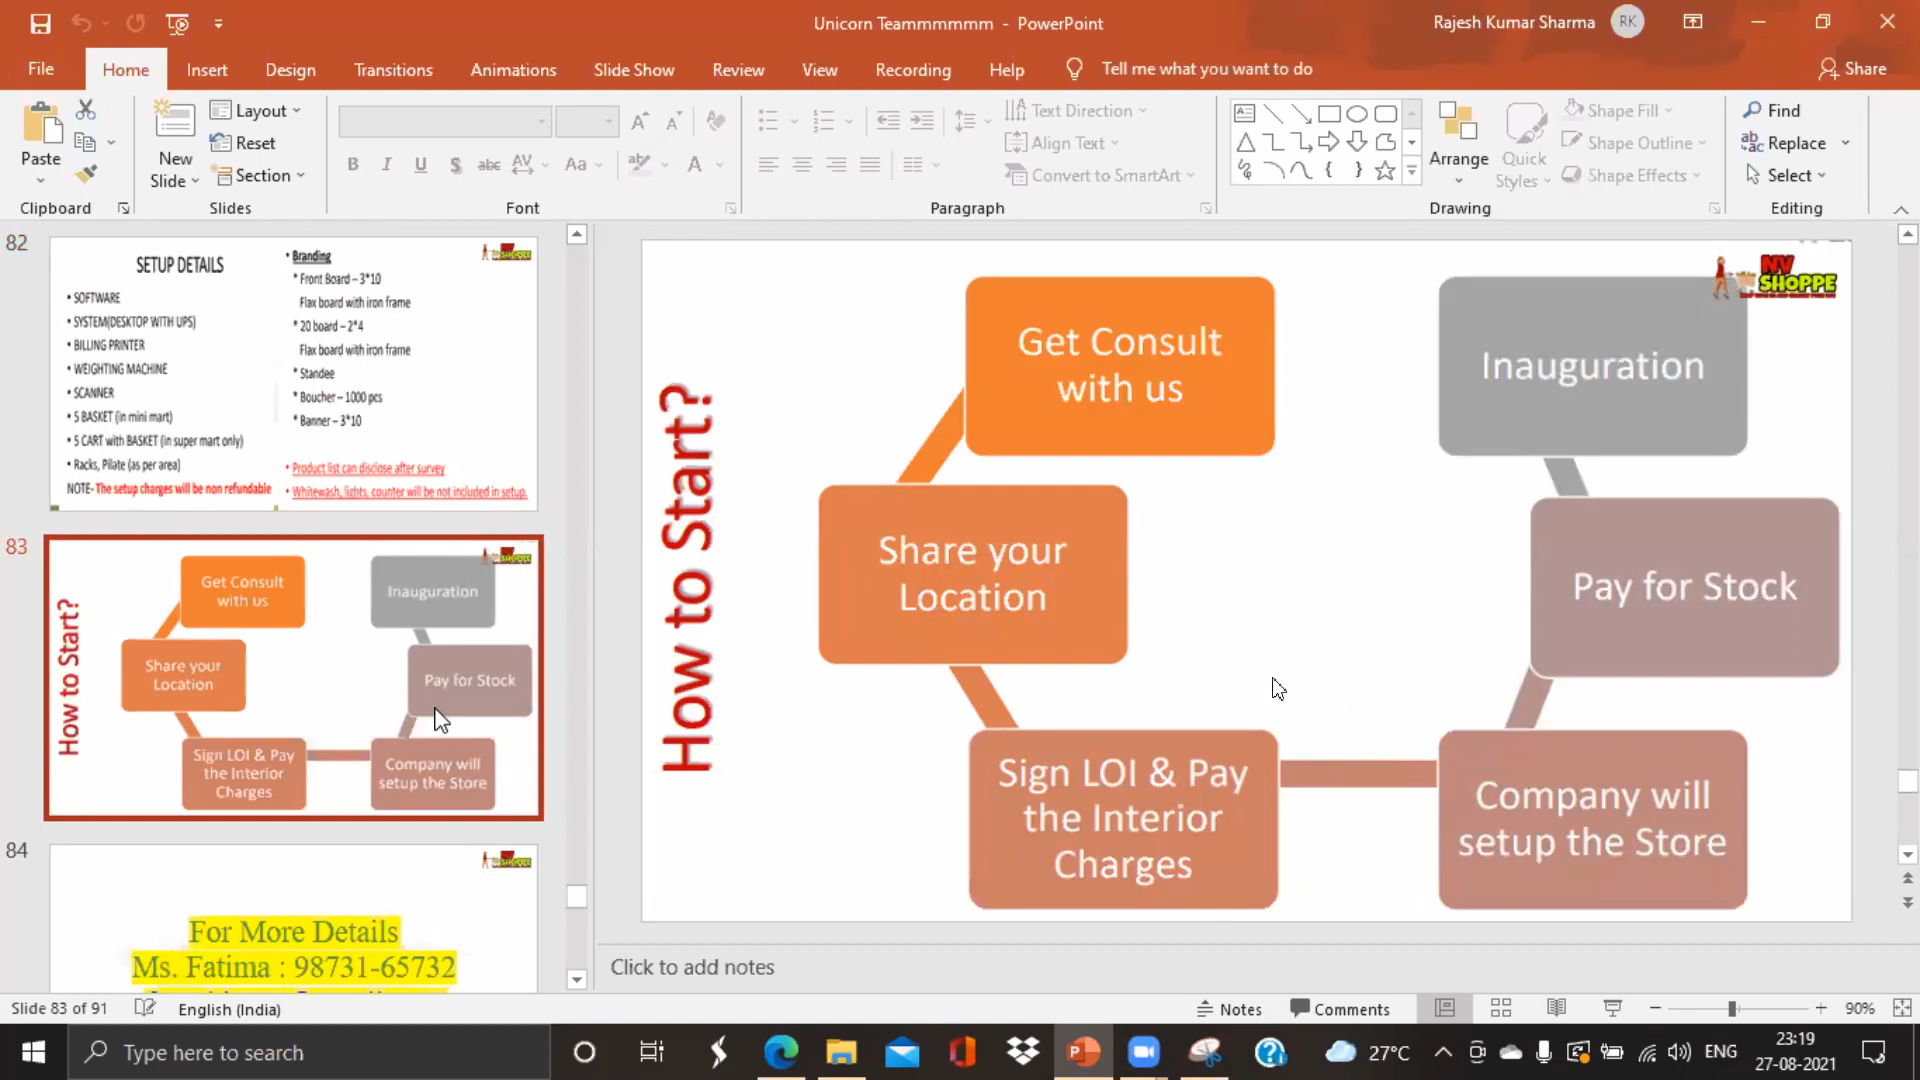 Unicorn Teammmmmm - PowerPoint
Rajesh Kumar Sharma
RK
File
Home
Insert
Design
Transitions
Animations
Slide Show
Review
View
Recording
Help
Tell me what you want to do
Share
Paste
New
Slide
Layout
Reset
Section
B I U S abc AV Aa A
Text Direction
Align Text
Convert to SmartArt
Arrange
Quick
Styles
Shape Fill
Shape Outline
Shape Effects
Find
Replace
Select
Clipboard
Slides
Font
Paragraph
Drawing
Editing
82
SETUP DETAILS
• SOFTWARE
• SYSTEM(DESKTOP WITH UPS)
• BILLING PRINTER
• WEIGHTING MACHINE
• SCANNER
• 5 BASKET (in mini mart)
• 5 CART with BASKET (in super mart only)
• Racks, Pilate (as per area)
NOTE- The setup charges will be non refundable
• Branding
* Front Board – 3*10
Flax board with iron frame
* 20 board – 2*4
Flax board with iron frame
* Standee
* Boucher – 1000 pcs
* Banner – 3*10
• Product list can disclose after survey
• Whitewash, lights, counter will be not included in setup.
83
How to Start?
Get Consult
with us
Share your
Location
Sign LOI & Pay
the Interior
Charges
Company will
setup the Store
Pay for Stock
Inauguration
84
For More Details
Ms. Fatima : 98731-65732
NV
SHOPPE
How to Start?
Get Consult
with us
Share your
Location
Sign LOI & Pay
the Interior
Charges
Company will
setup the Store
Pay for Stock
Inauguration
Click to add notes
Slide 83 of 91
English (India)
Notes
Comments
90%
Type here to search
27°C
ENG
23:19
27-08-2021